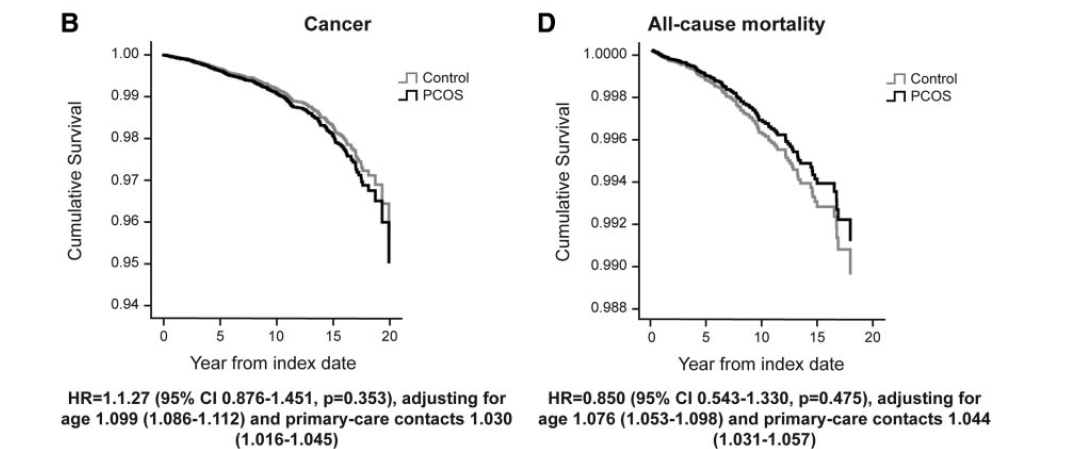 B
Cancer
1.00
0.99
0.98
0.97
0.96
0.95
0.94
Cumulative Survival
Control
PCOS
0
5
10
15
20
Year from index date
HR=1.1.27 (95% CI 0.876-1.451, p=0.353), adjusting for
age 1.099 (1.086-1.112) and primary-care contacts 1.030
(1.016-1.045)
D
All-cause mortality
1.0000
0.998
0.996
0.994
0.992
0.990
0.988
Cumulative Survival
Control
PCOS
0
5
10
15
20
Year from index date
HR=0.850 (95% CI 0.543-1.330, p=0.475), adjusting for
age 1.076 (1.053-1.098) and primary-care contacts 1.044
(1.031-1.057)